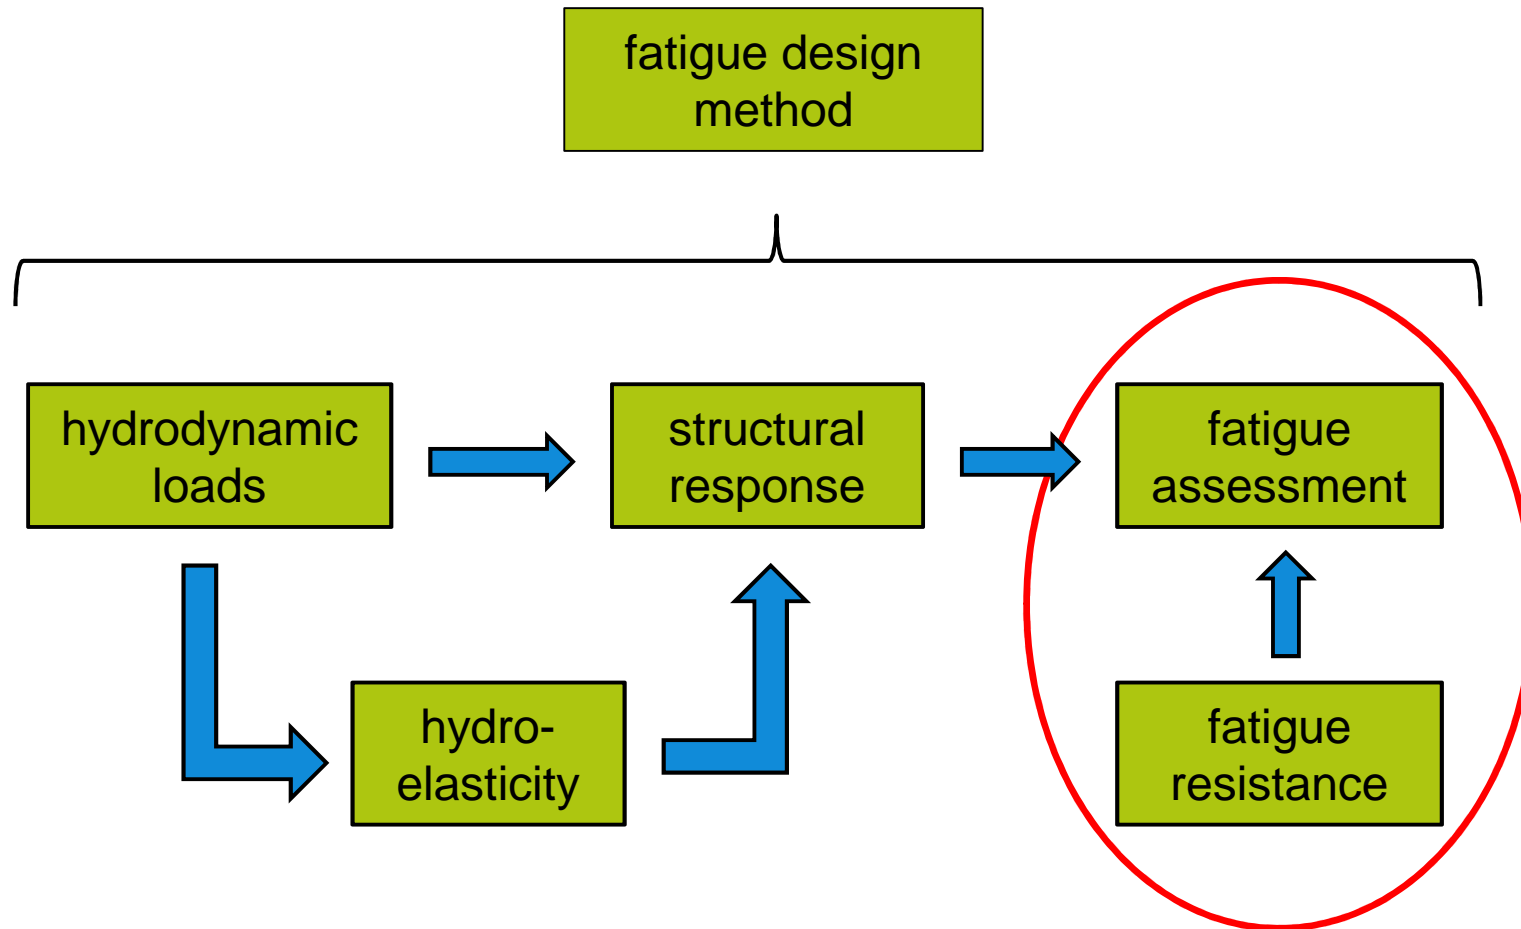 fatigue design
method
hydrodynamic
loads
structural
response
fatigue
assessment
hydro-
elasticity
fatigue
resistance